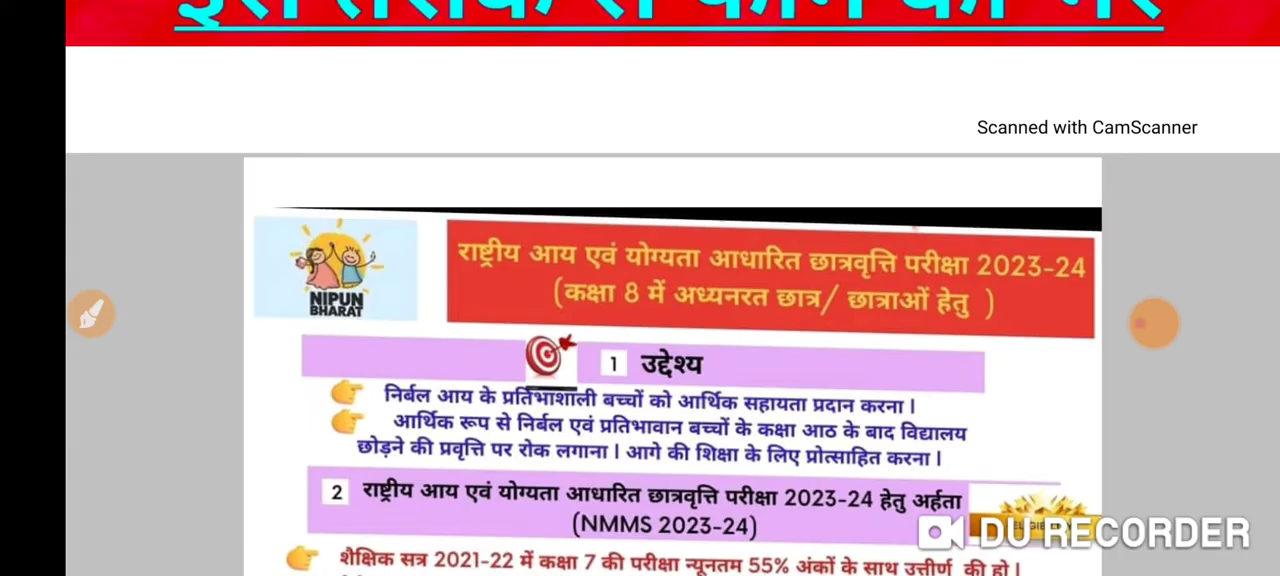 Scanned with CamScanner
राष्ट्रीय आय एवं योग्यता आधारित छात्रवृत्ति परीक्षा 2023-24
(कक्षा 8 में अध्यनरत छात्र/ छात्राओं हेतु )
NIPUN
BHARAT
1 उद्देश्य
निर्बल आय के प्रतिभाशाली बच्चों को आर्थिक सहायता प्रदान करना।
आर्थिक रूप से निर्बल एवं प्रतिभावान बच्चों के कक्षा आठ के बाद विद्यालय
छोड़ने की प्रवृत्ति पर रोक लगाना। आगे की शिक्षा के लिए प्रोत्साहित करना।
2 राष्ट्रीय आय एवं योग्यता आधारित छात्रवृत्ति परीक्षा 2023-24 हेतु अर्हता
(NMMS 2023-24)
DU RECORDER
शैक्षिक सत्र 2021-22 में कक्षा 7 की परीक्षा न्यूनतम 55% अंकों के साथ उत्तीर्ण की हो।